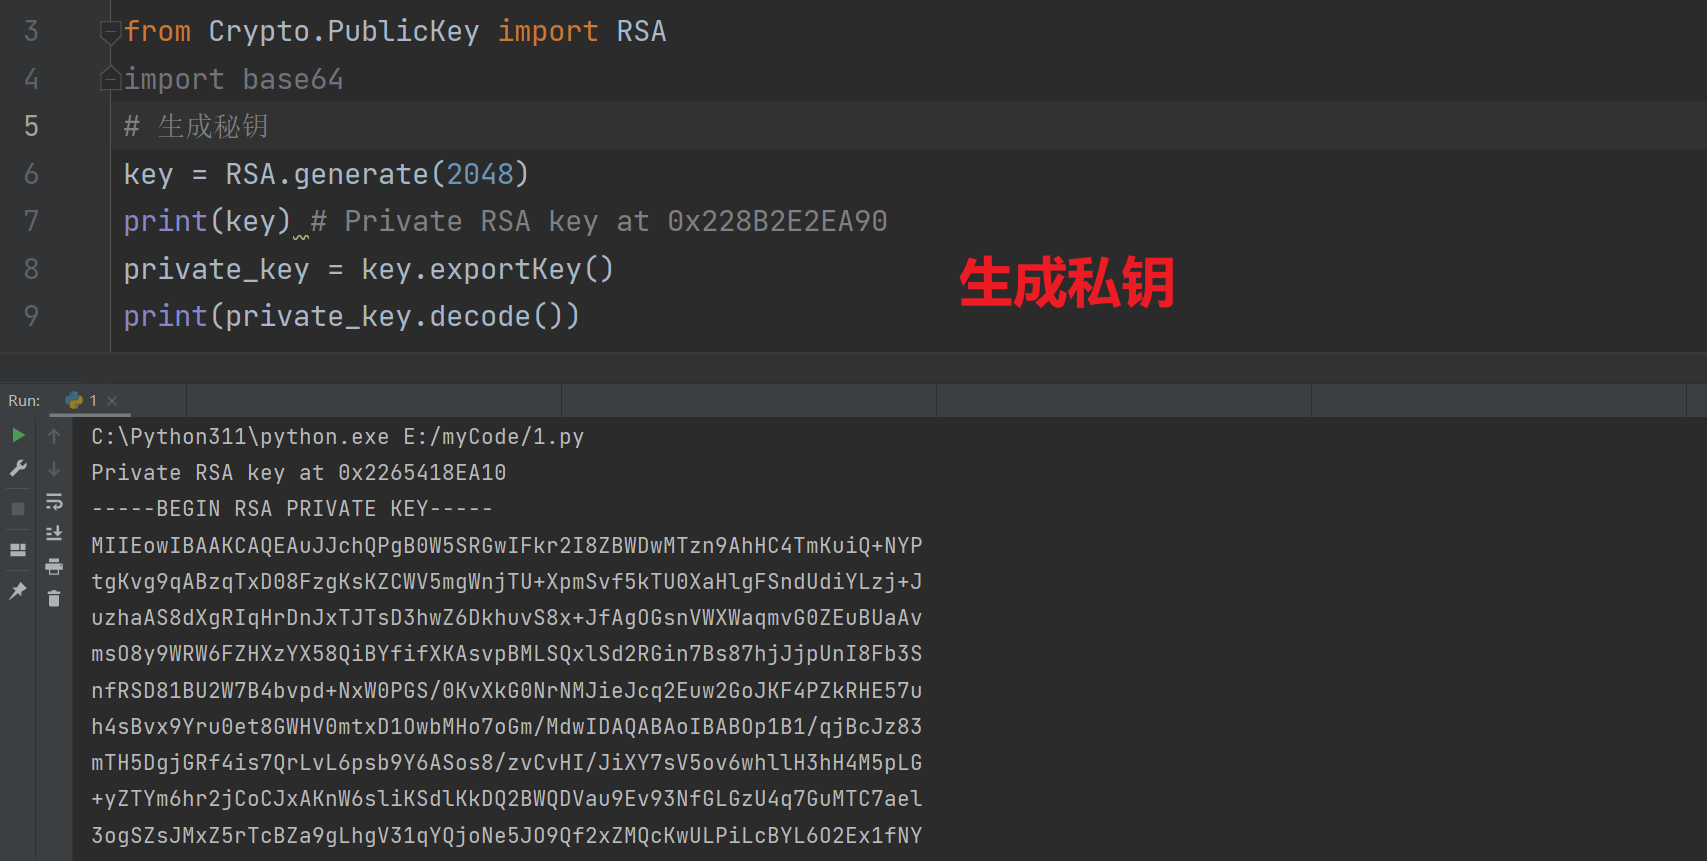 3 from Crypto.PublicKey import RSA
4 import base64
5 # 生成秘钥
6 key = RSA.generate(2048)
7 print(key) # Private RSA key at 0x228B2E2EA90
8 private_key = key.exportKey()
9 print(private_key.decode())
生成私钥
Run: 1
C:\Python311\python.exe E:/myCode/1.py
Private RSA key at 0x2265418EA10
-----BEGIN RSA PRIVATE KEY-----
MIIEowIBAAKCAQEAuJJchQPgB0W5SRGwIFkr2I8ZBWDwMTzn9AhHC4TmKuiQ+NYP
tgKvg9qABzqTxD08FzgKsKZCWV5mgWnjTU+XpmSvf5kTU0XaHlgFSndUdiYLzj+J
uzhaAS8dXgRIqHrDnJxTJTsD3hwZ6DkhuvS8x+JfAgOGsnVWXWaqmvG0ZEuBUaAv
msO8y9WRW6FZHXzYX58QiBYfifXKAsvpBMLSQxlSd2RGin7Bs87hjJjpUnI8Fb3S
nfRSD81BU2W7B4bvpd+NxW0PGS/0KvXkG0NrNMJieJcq2Euw2GoJKF4PZkRHE57u
h4sBvx9Yru0et8GWHV0mtxD1OwbMHo7oGm/MdwIDAQABAoIBABOp1B1/qjBcJz83
mTH5DgjGRf4is7QrLvL6psb9Y6ASos8/zvCvHI/JiXY7sV5ov6whllH3hH4M5pLG
+yZTYm6hr2jCoCJxAKnW6sliKSdlKkDQ2BWQDVau9Ev93NfGLGzU4q7GuMTC7ael
3ogSZsJMxZ5rTcBZa9gLhgV31qYQjoNe5JO9Qf2xZMQcKwULPiLcBYL6O2Ex1fNY